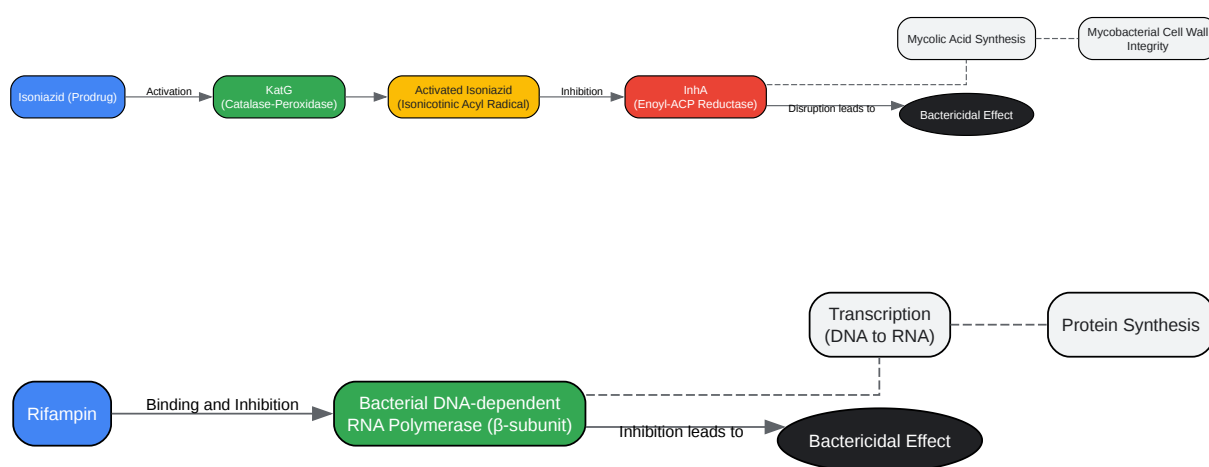 Mycolic Acid Synthesis
Mycobacterial Cell Wall
Integrity
Isoniazid (Prodrug)
Activation
KatG
(Catalase-Peroxidase)
Activated Isoniazid
(Isonicotinic Acyl Radical)
Inhibition
InhA
(Enoyl-ACP Reductase)
Disruption leads to
Bactericidal Effect
Transcription
(DNA to RNA)
Protein Synthesis
Rifampin
Binding and Inhibition
Bacterial DNA-dependent
RNA Polymerase (β-subunit)
Inhibition leads to
Bactericidal Effect